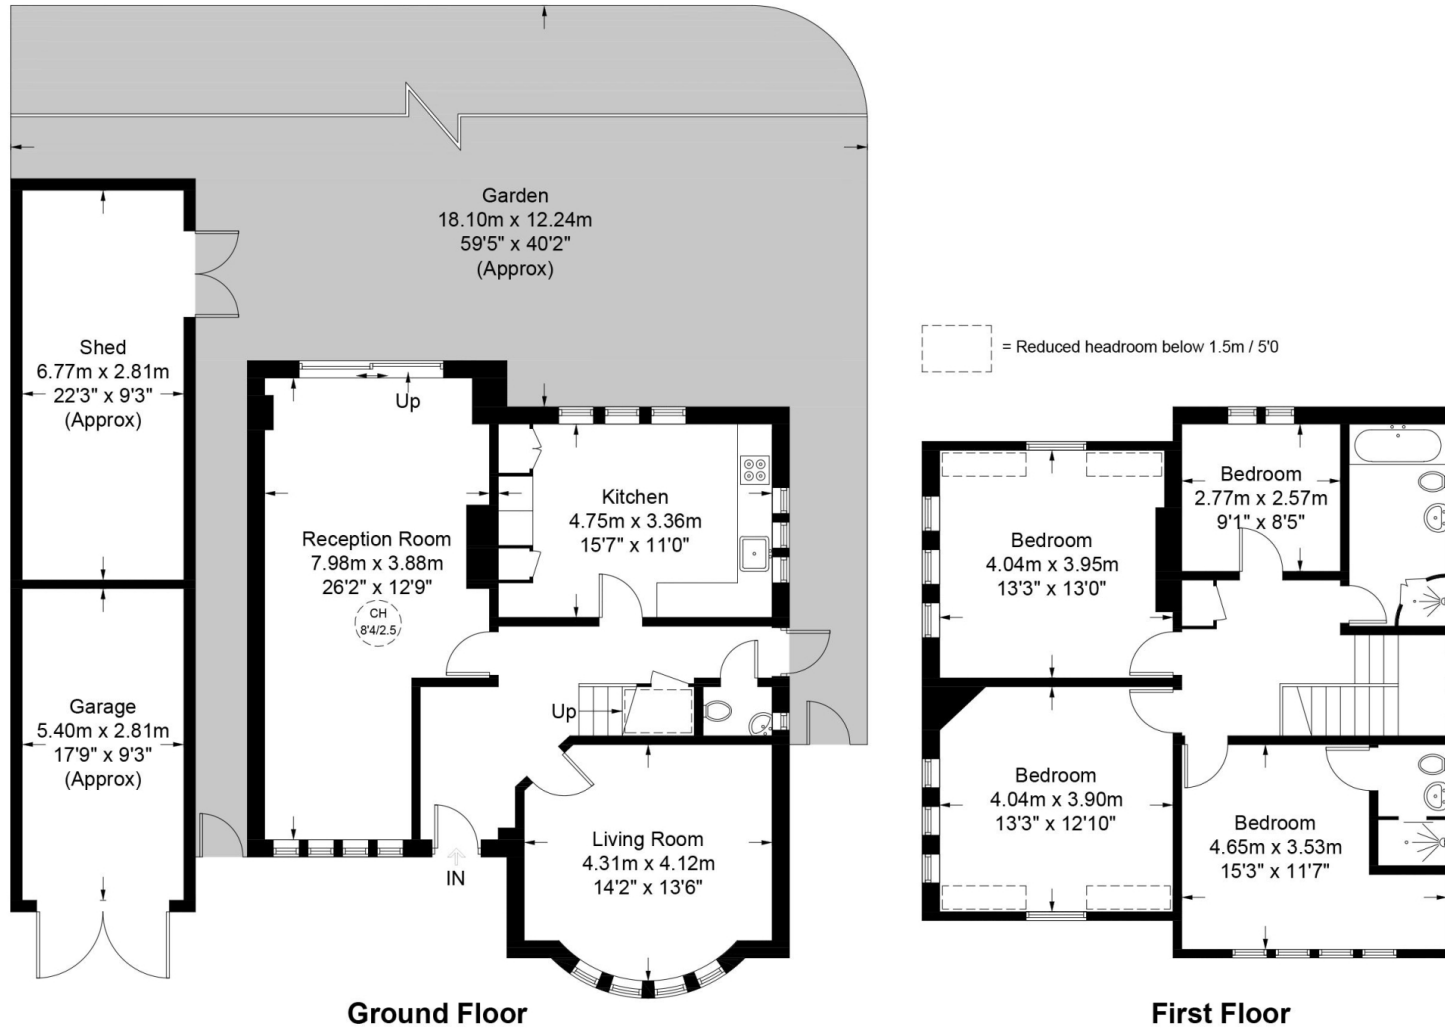 Garden
18.10m x 12.24m
59'5" x 40'2"
(Approx)
Shed
6.77m x 2.81m
22'3" x 9'3"
(Approx)
Up
Reception Room
7.98m x 3.88m
26'2" x 12'9"
CH
8'4/2.5
Kitchen
4.75m x 3.36m
15'7" x 11'0"
Garage
5.40m x 2.81m
17'9" x 9'3"
(Approx)
Up
IN
Living Room
4.31m x 4.12m
14'2" x 13'6"
Ground Floor
= Reduced headroom below 1.5m / 5'0
Bedroom
2.77m x 2.57m
9'1" x 8'5"
Bedroom
4.04m x 3.95m
13'3" x 13'0"
Bedroom
4.04m x 3.90m
13'3" x 12'10"
Bedroom
4.65m x 3.53m
15'3" x 11'7"
First Floor